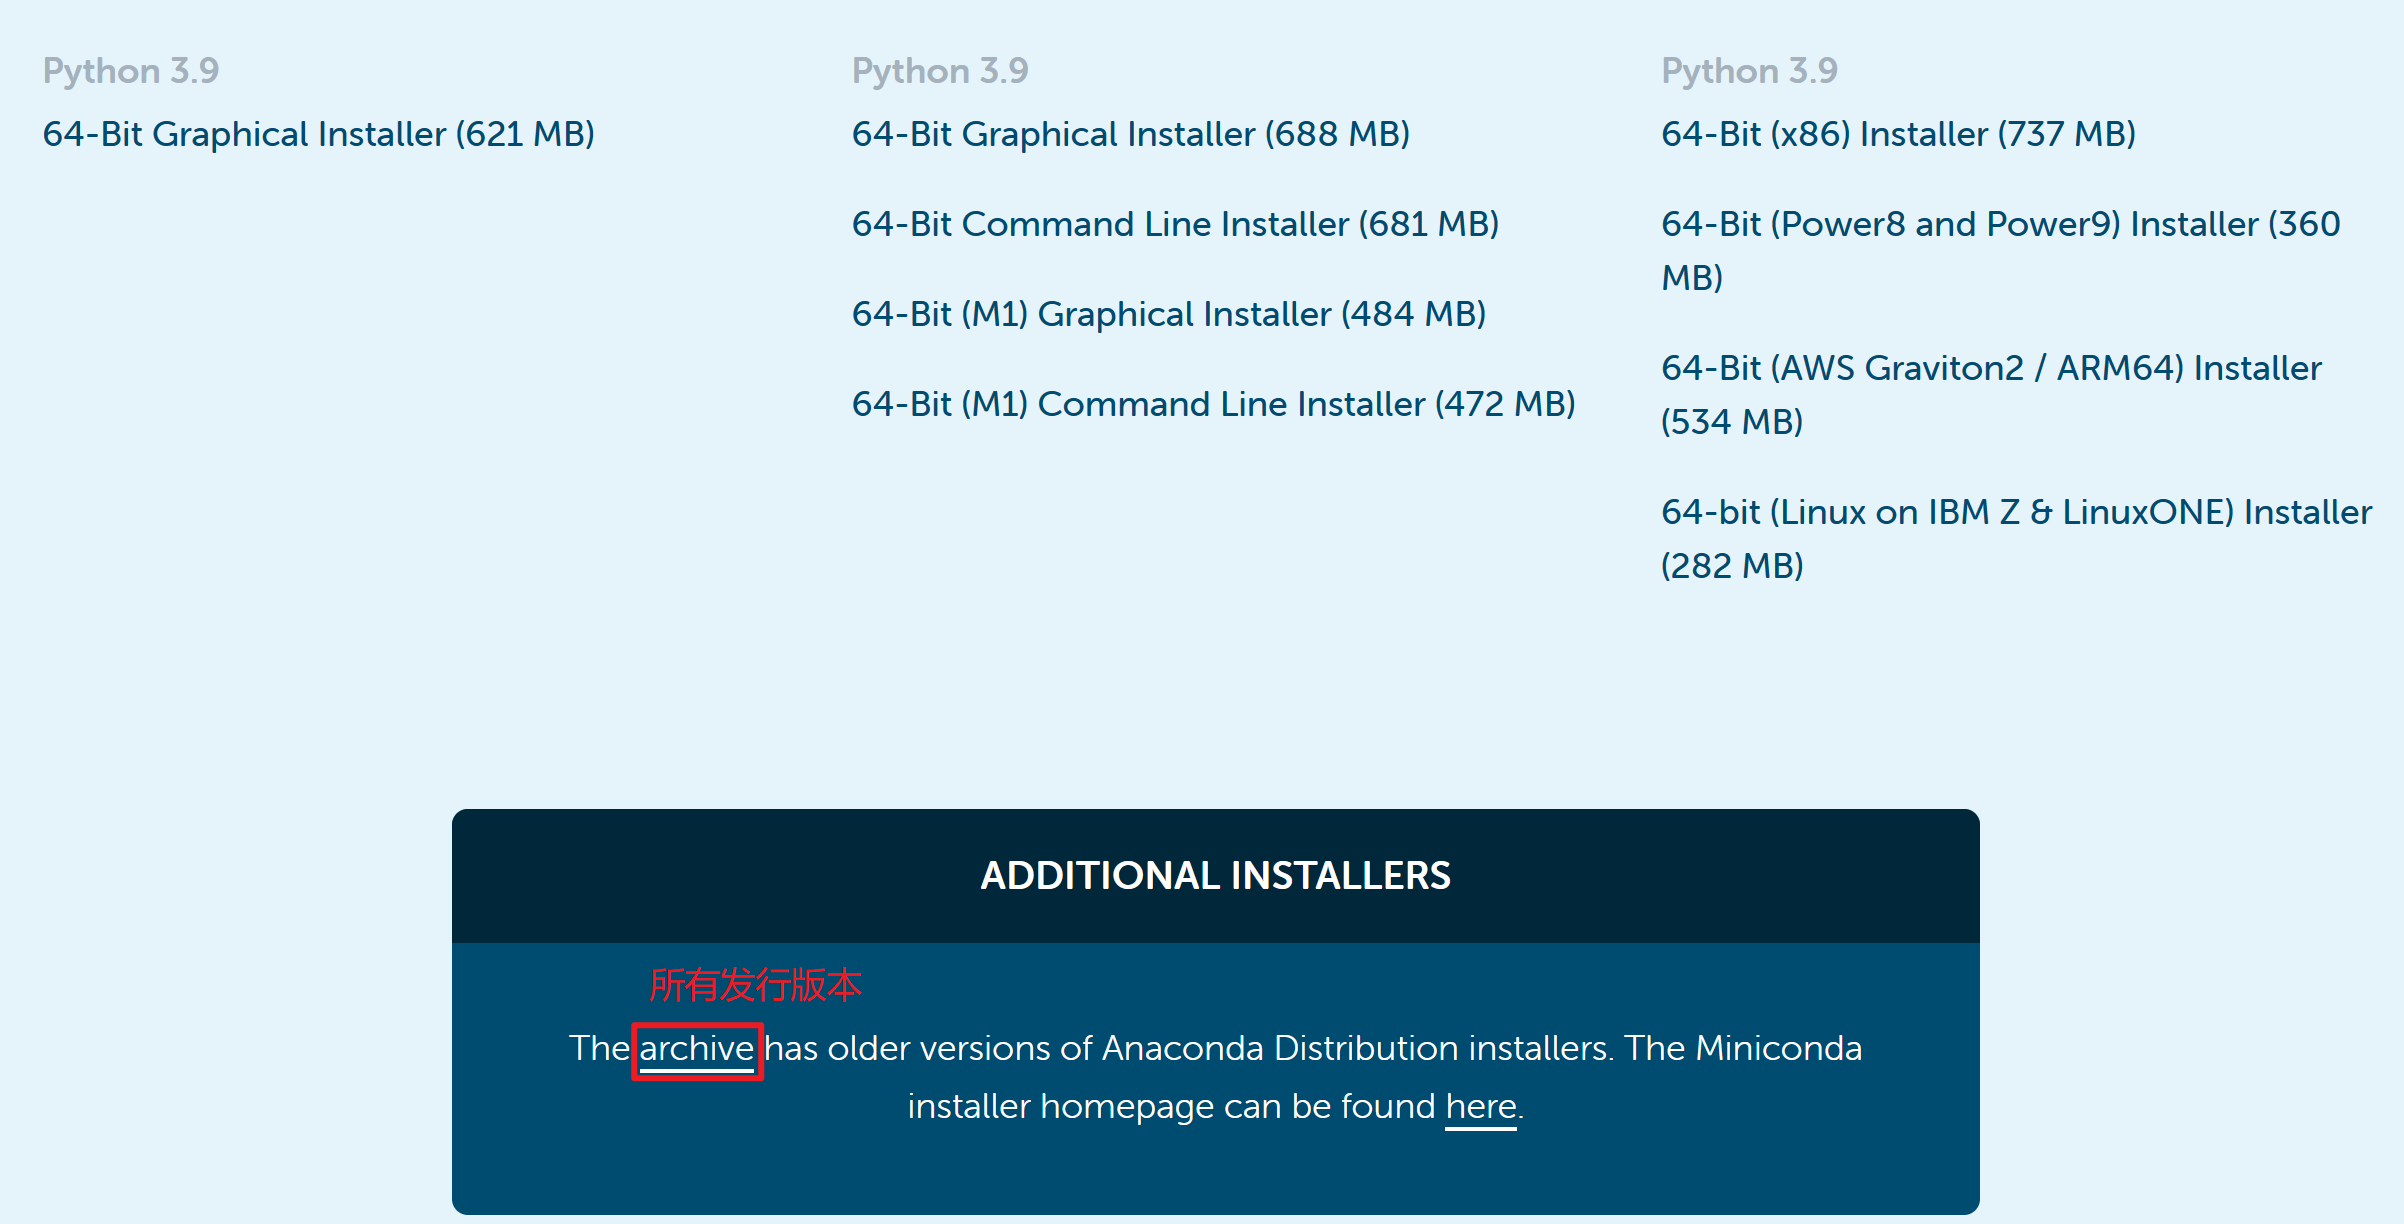 Python 3.9
64-Bit Graphical Installer (621 MB)
Python 3.9
64-Bit Graphical Installer (688 MB)
64-Bit Command Line Installer (681 MB)
64-Bit (M1) Graphical Installer (484 MB)
64-Bit (M1) Command Line Installer (472 MB)
Python 3.9
64-Bit (x86) Installer (737 MB)
64-Bit (Power8 and Power9) Installer (360
MB)
64-Bit (AWS Graviton2 / ARM64) Installer
(534 MB)
64-bit (Linux on IBM Z & LinuxONE) Installer
(282 MB)
ADDITIONAL INSTALLERS
所有发行版本
The archive has older versions of Anaconda Distribution installers. The Miniconda
installer homepage can be found here.